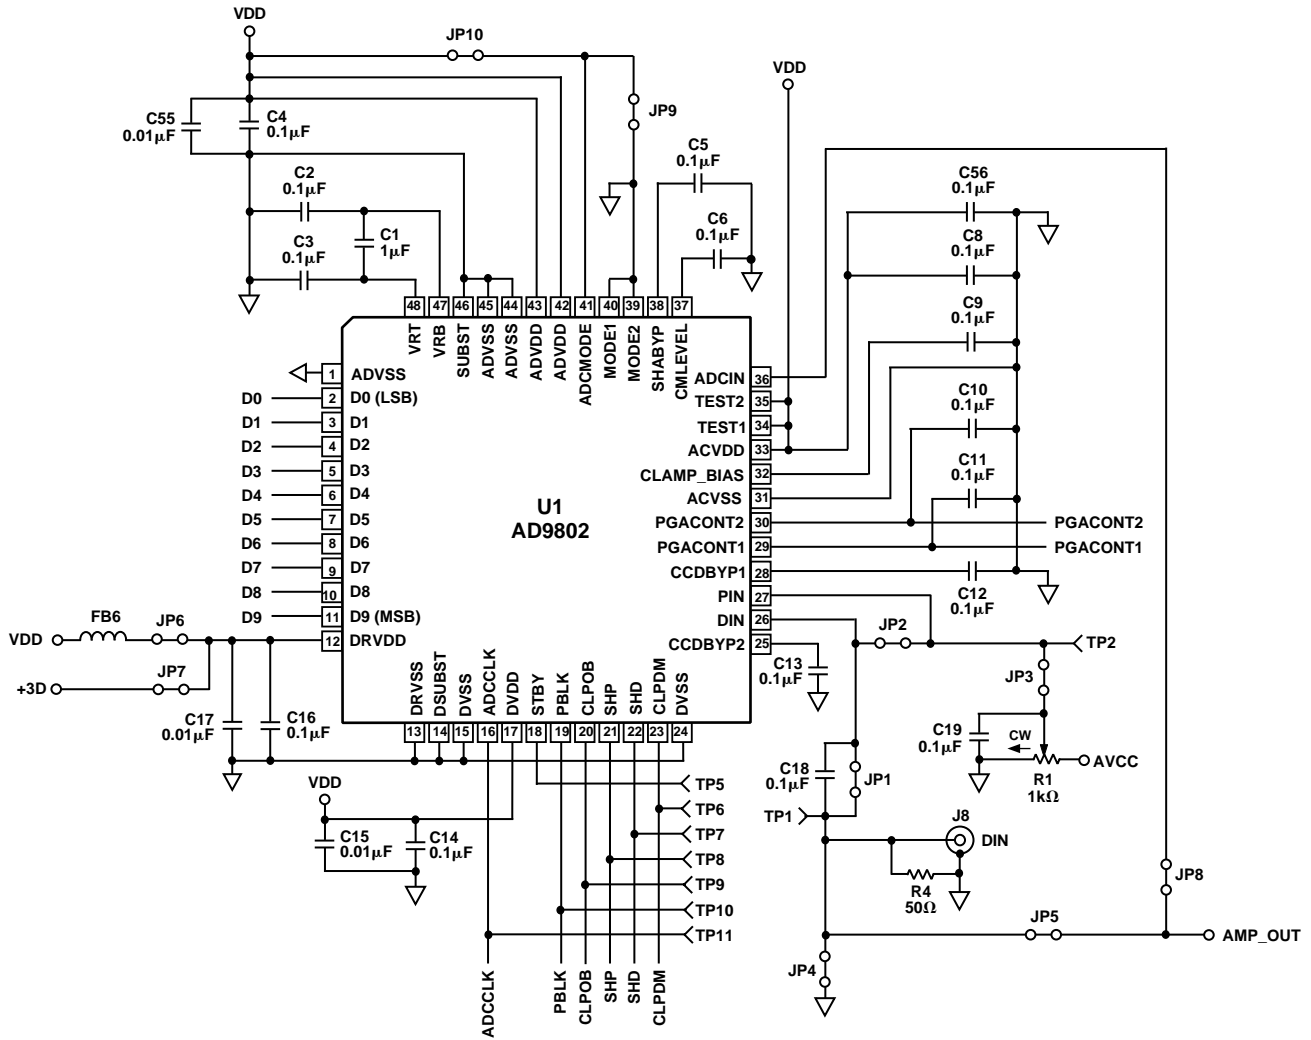 VDD
JP10
VDD
JP9
C55
0.01μF
C4
0.1μF
C5
0.1μF
C56
0.1μF
C2
0.1μF
C6
0.1μF
C8
0.1μF
C3
0.1μF
C1
1μF
C9
0.1μF
48 47 46 45 44 43 42 41 40 39 38 37
VRT
VRB
SUBST
ADVSS
ADVSS
ADVDD
ADVDD
ADCMODE
MODE1
MODE2
SHABYP
CMLEVEL
1 ADVSS
D0 2 D0 (LSB)
D1 3 D1
D2 4 D2
D3 5 D3
D4 6 D4
D5 7 D5
D6 8 D6
D7 9 D7
D8 10 D8
D9 11 D9 (MSB)
12 DRVDD
U1
AD9802
ADCIN 36
TEST2 35
TEST1 34
ACVDD 33
CLAMP_BIAS 32
ACVSS 31
PGACONT2 30 PGACONT2
PGACONT1 29 PGACONT1
CCDBYP1 28
PIN 27
DIN 26
CCDBYP2 25
C10
0.1μF
C11
0.1μF
C12
0.1μF
FB6
VDD
JP6
JP7
+3D
C17
0.01μF
C16
0.1μF
DRVSS
DSUBST
DVSS
ADCCLK
DVDD
STBY
PBLK
CLPOB
SHP
SHD
CLPDM
DVSS
13 14 15 16 17 18 19 20 21 22 23 24
JP2
TP2
C13
0.1μF
JP3
C19
0.1μF
CW
AVCC
R1
1kΩ
C18
0.1μF
JP1
TP1
J8
DIN
R4
50Ω
VDD
C15
0.01μF
C14
0.1μF
TP5
TP6
TP7
TP8
TP9
TP10
TP11
JP8
JP5
AMP_OUT
JP4
ADCCLK
PBLK
CLPOB
SHP
SHD
CLPDM